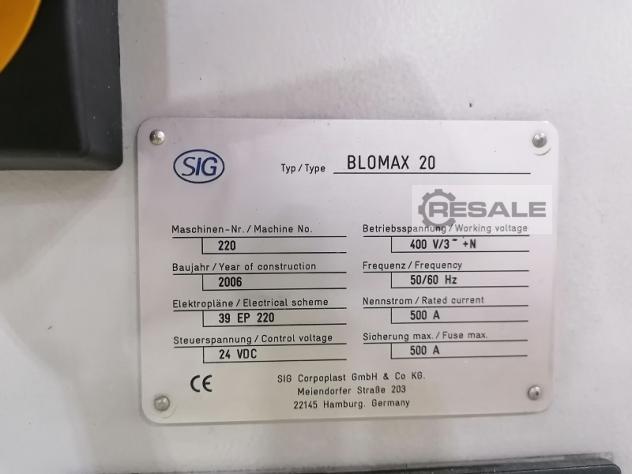 SIG
Typ/Type BLOMAX 20
RESALE
Maschinen-Nr./Machine No.
220
Baujahr/Year of construction
2006
Elektropläne/Electrical scheme
39 EP 220
Steuerspannung/Control voltage
24 VDC
Betriebsspannung/Working voltage
400 V/3~ +N
Frequenz/Frequency
50/60 Hz
Nennstrom/Rated current
500 A
Sicherung max./Fuse max.
500 A
CE
SIG Corpoplast GmbH & Co KG.
Meiendorfer Straße 203
22145 Hamburg. Germany